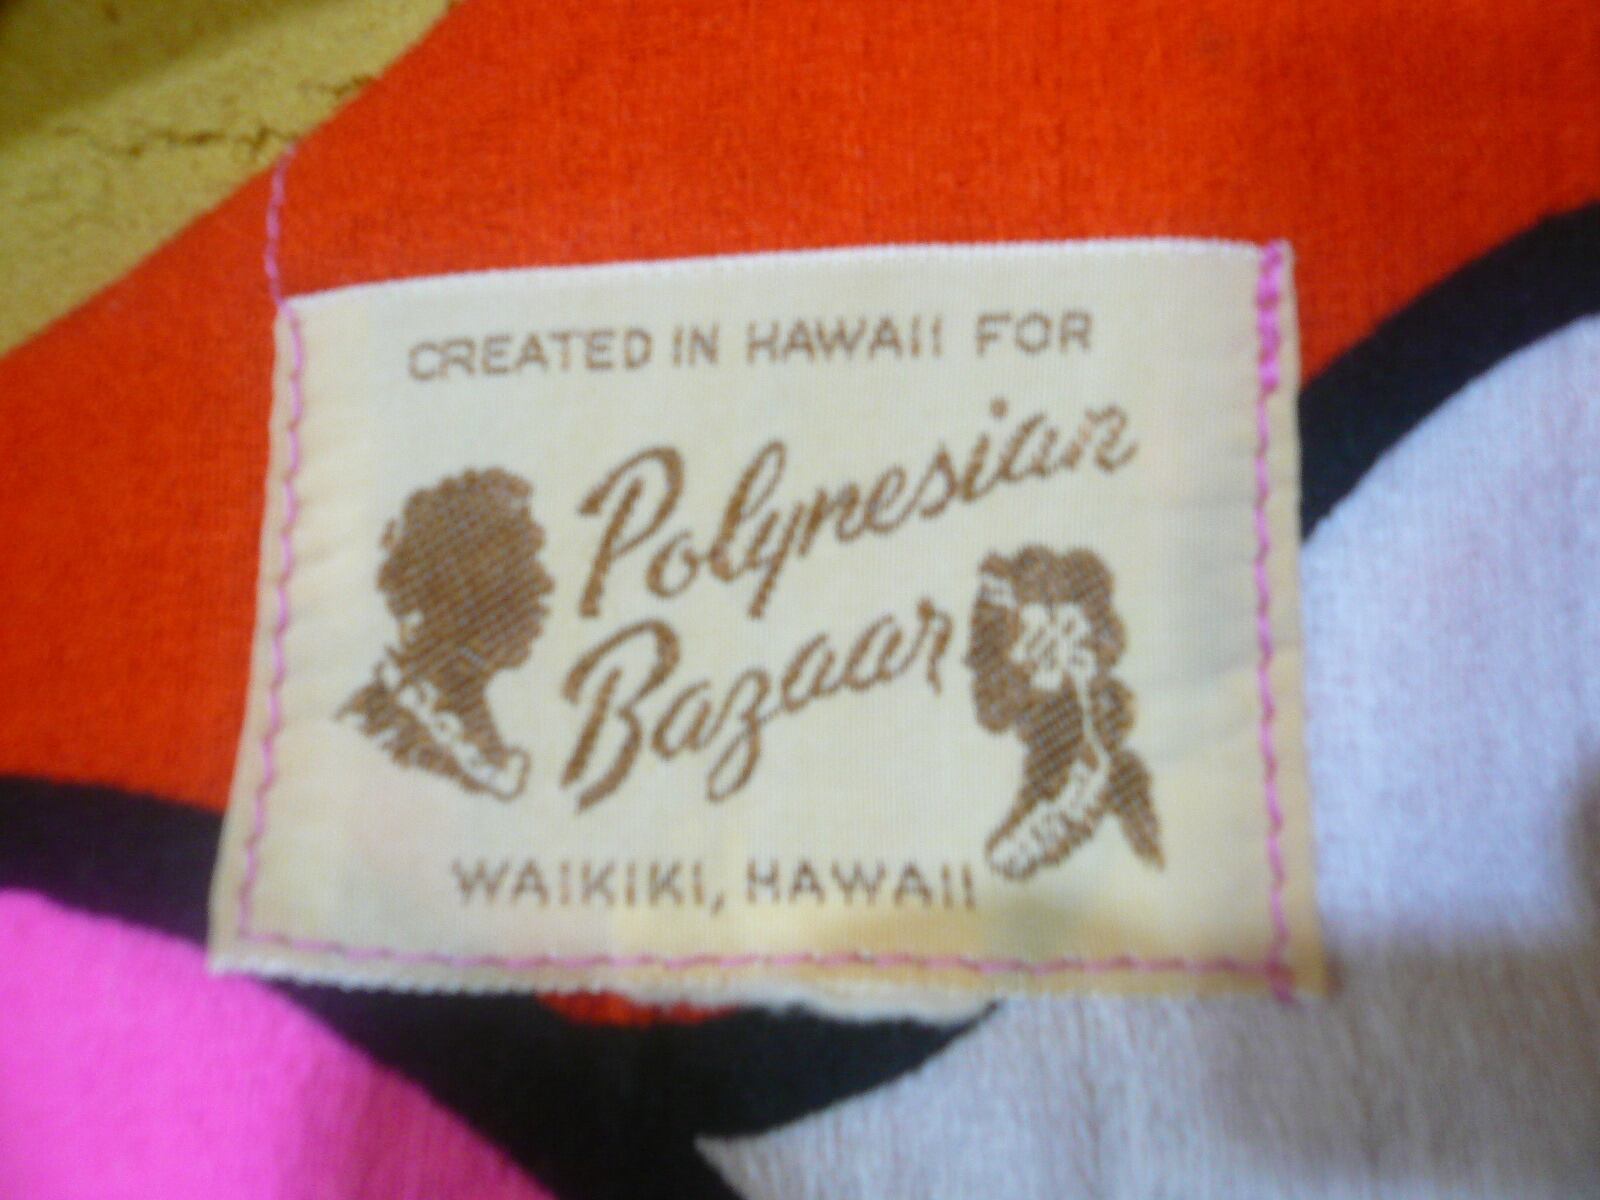 CREATED IN HAWAII FOR
Polynesian
Bazaar
WAIKIKI, HAWAII